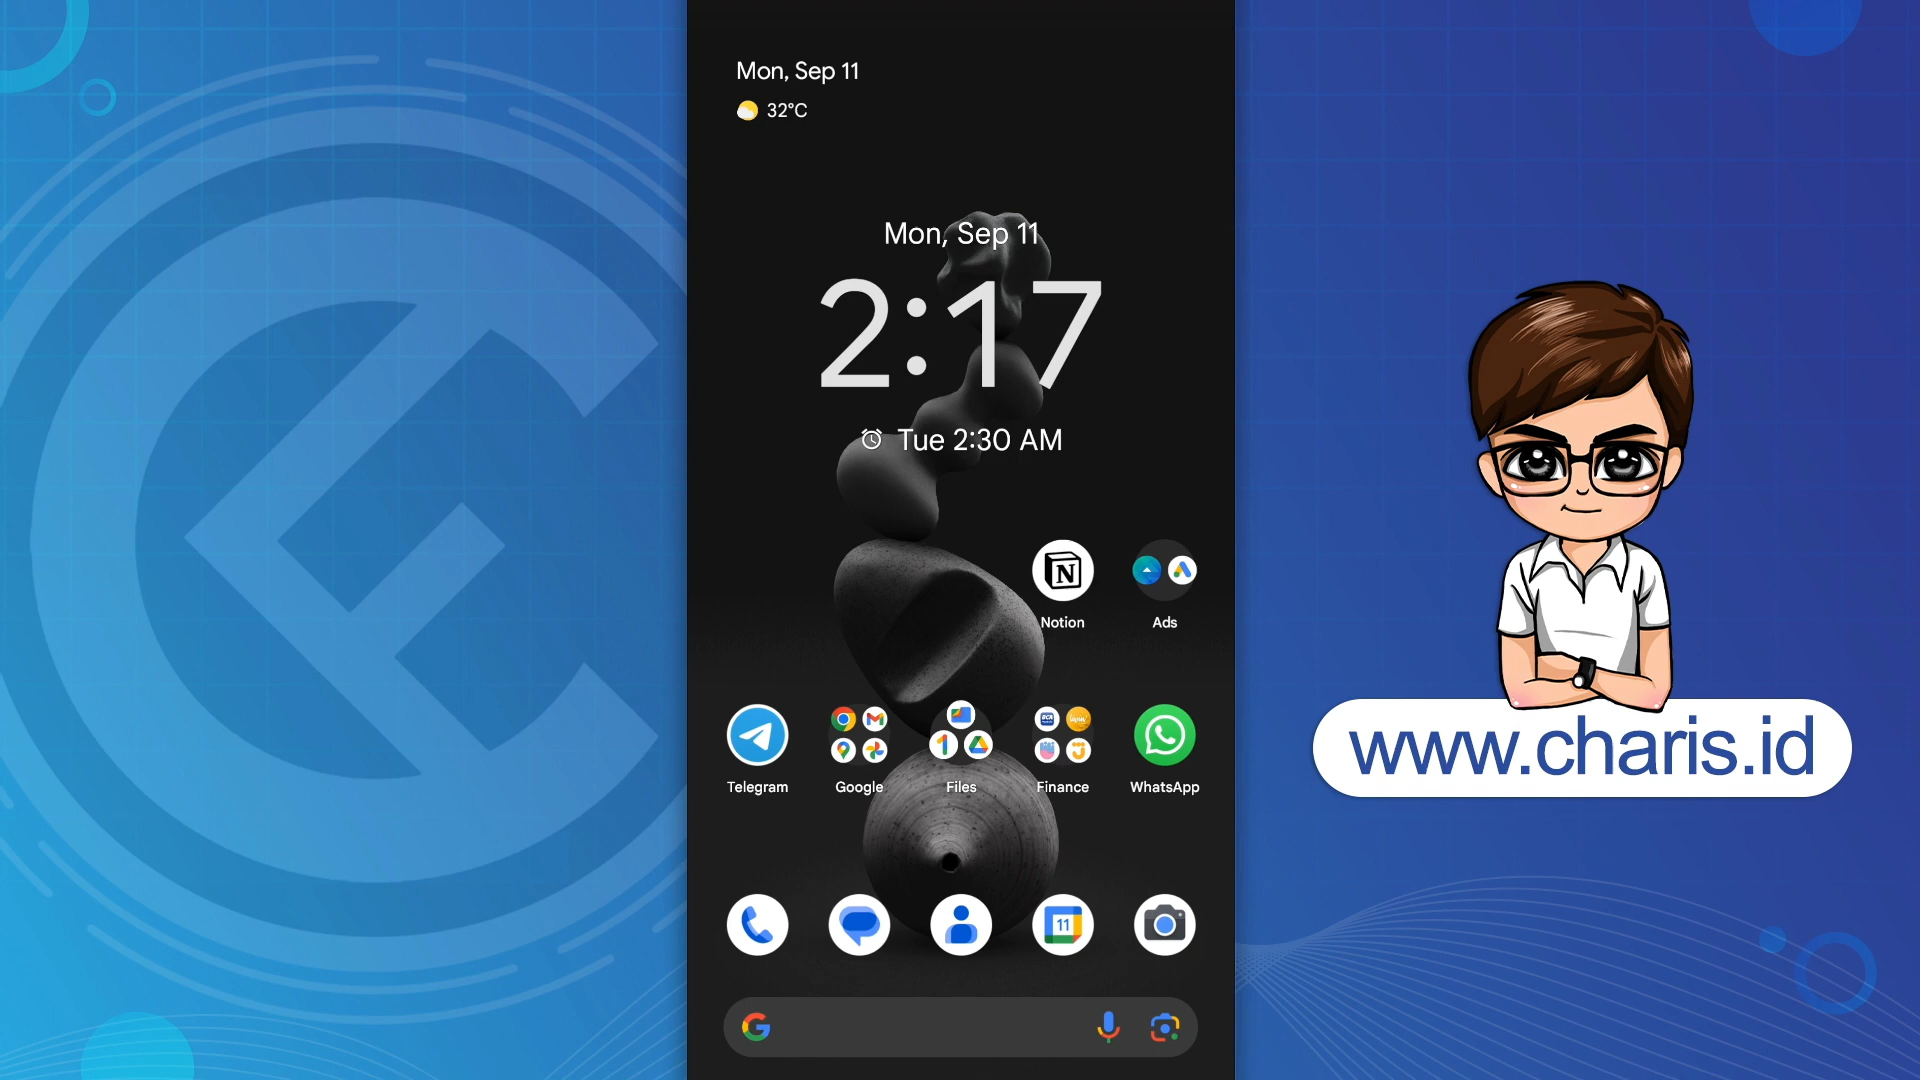 Mon, Sep 11
32°C
Mon, Sep 11
2:17
Tue 2:30 AM
Notion
Ads
Telegram
Google
Files
Finance
WhatsApp
11
www.charis.id